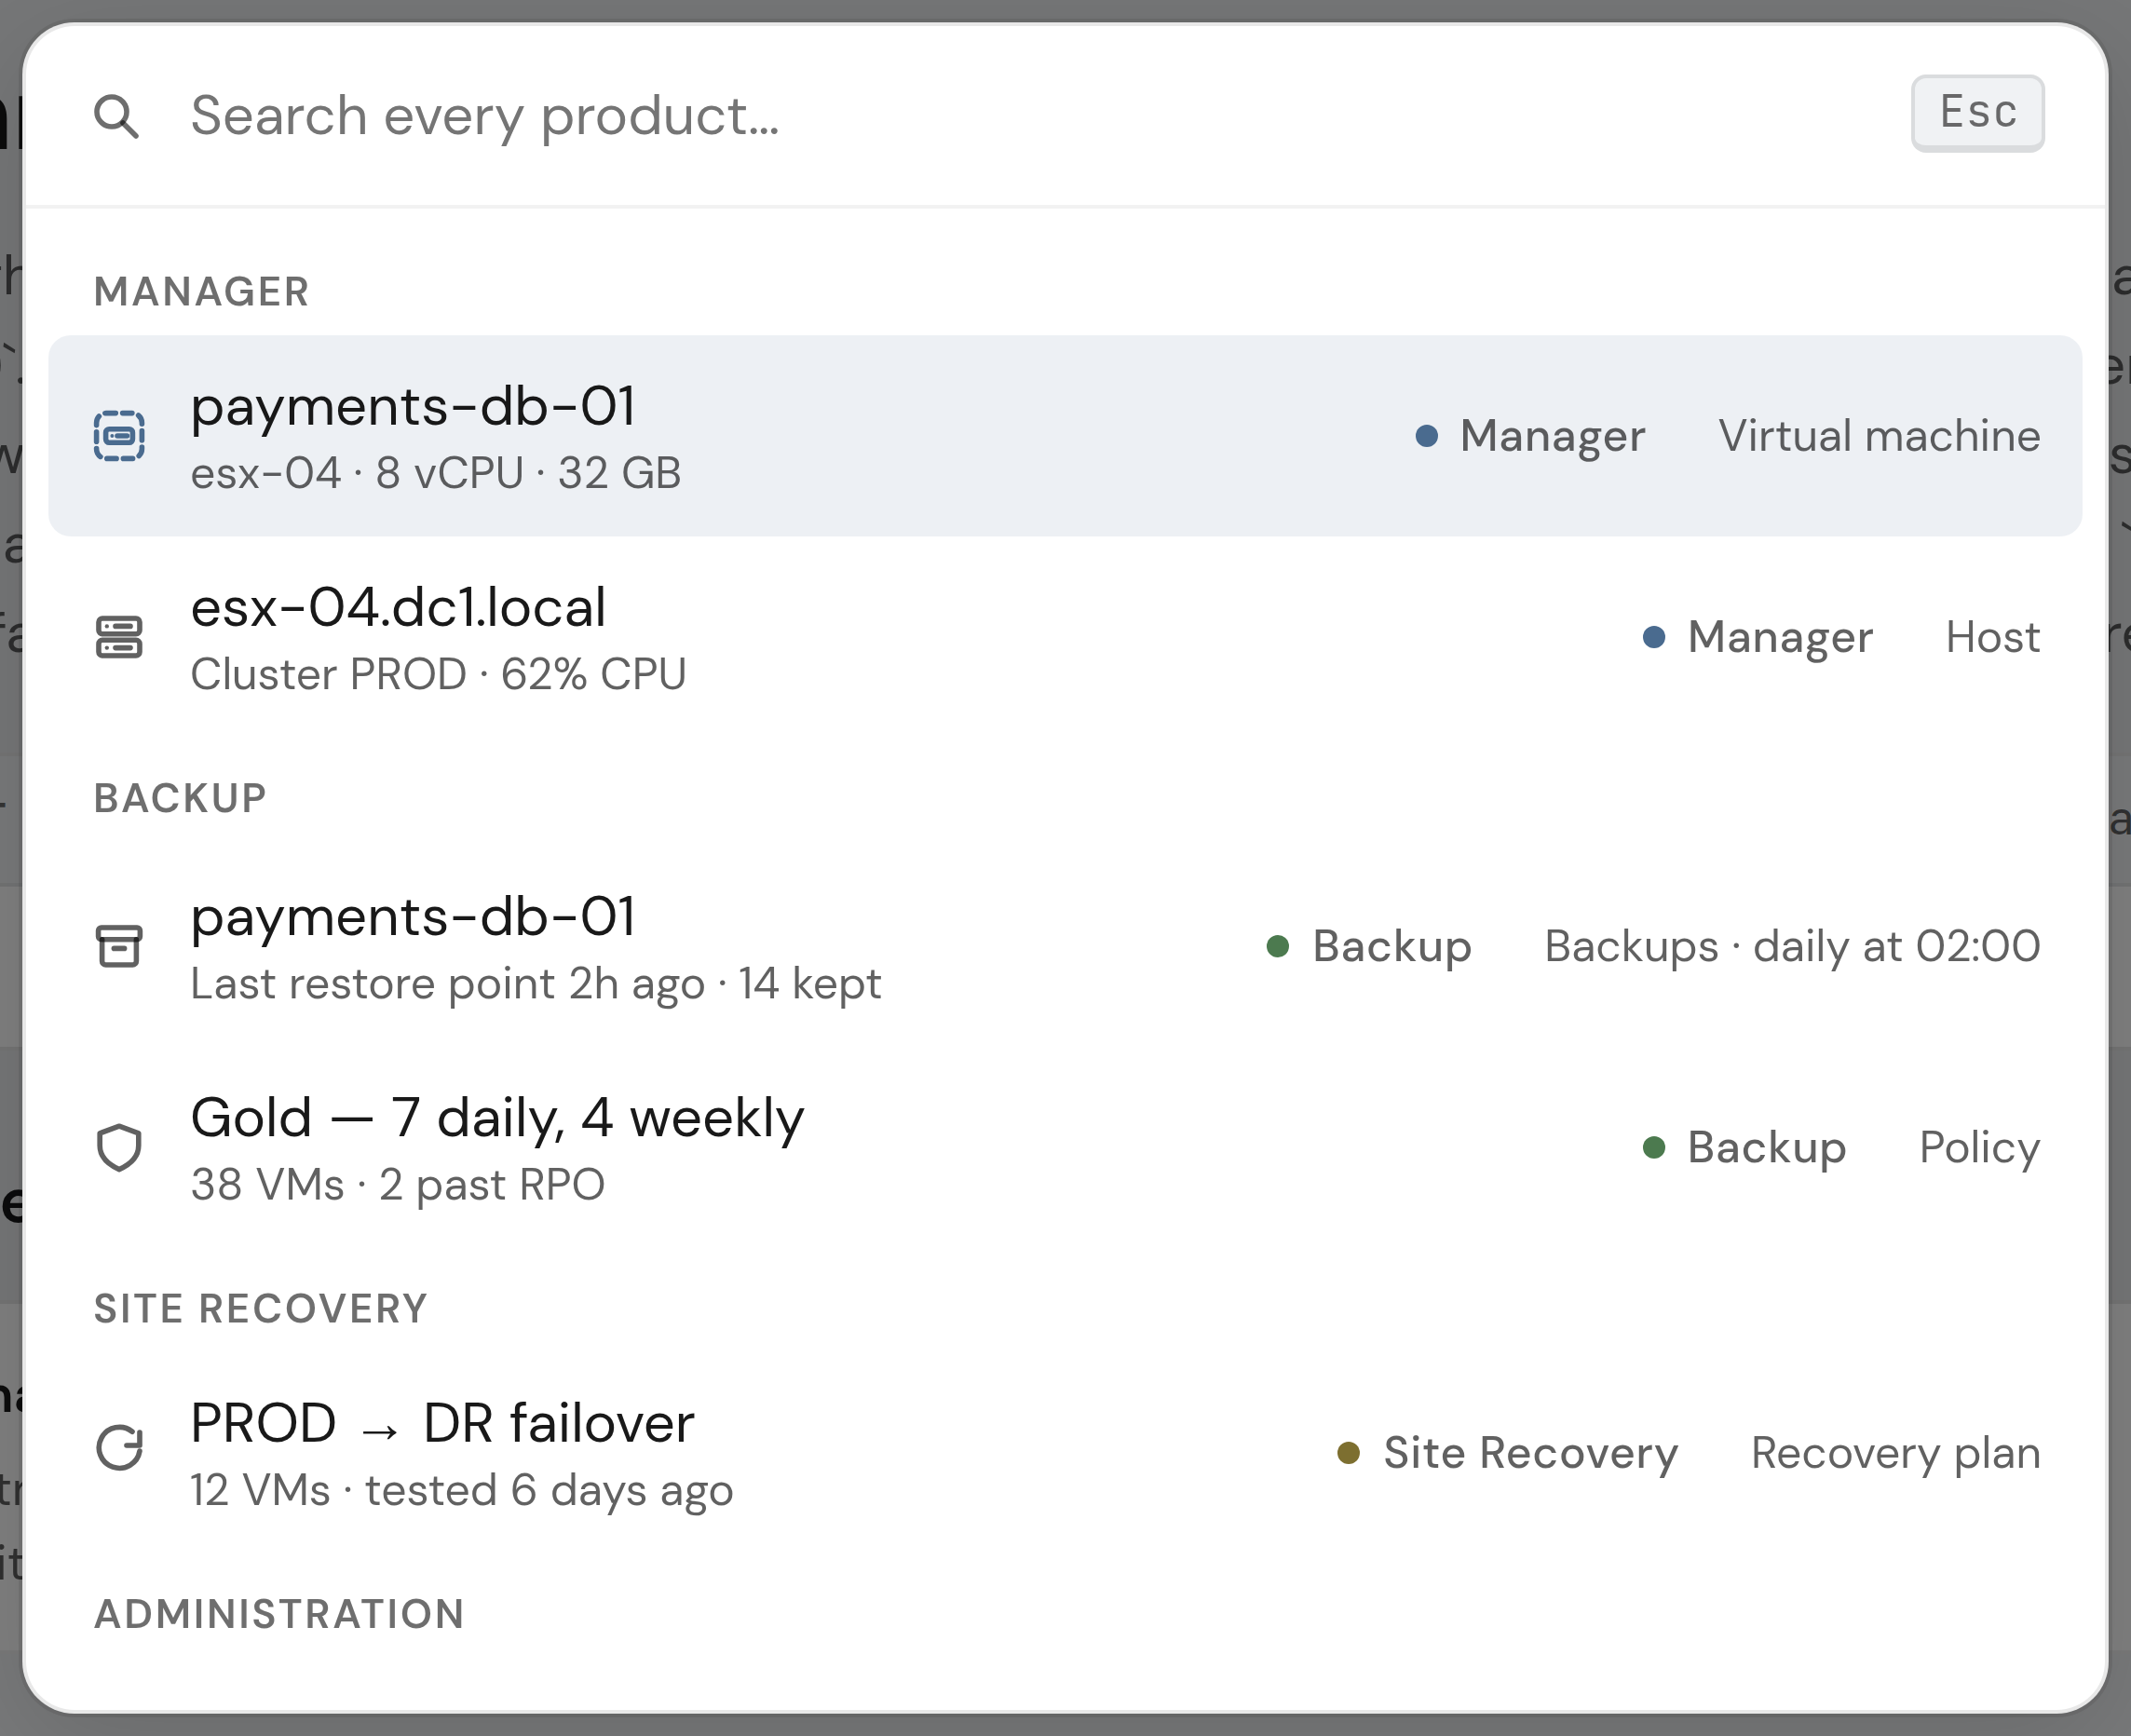 Search every product...
Esc
MANAGER
payments-db-01
esx-04 · 8 vCPU · 32 GB
Manager
Virtual machine
esx-04.dc1.local
Cluster PROD · 62% CPU
Manager
Host
BACKUP
payments-db-01
Last restore point 2h ago · 14 kept
Backup
Backups · daily at 02:00
Gold — 7 daily, 4 weekly
38 VMs · 2 past RPO
Backup
Policy
SITE RECOVERY
PROD → DR failover
12 VMs · tested 6 days ago
Site Recovery
Recovery plan
ADMINISTRATION